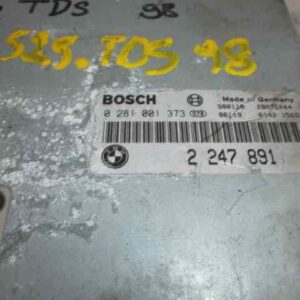 TDS 98
525.TDS 98
BOSCH Made in Germany
0 281 001 373
2 247 891